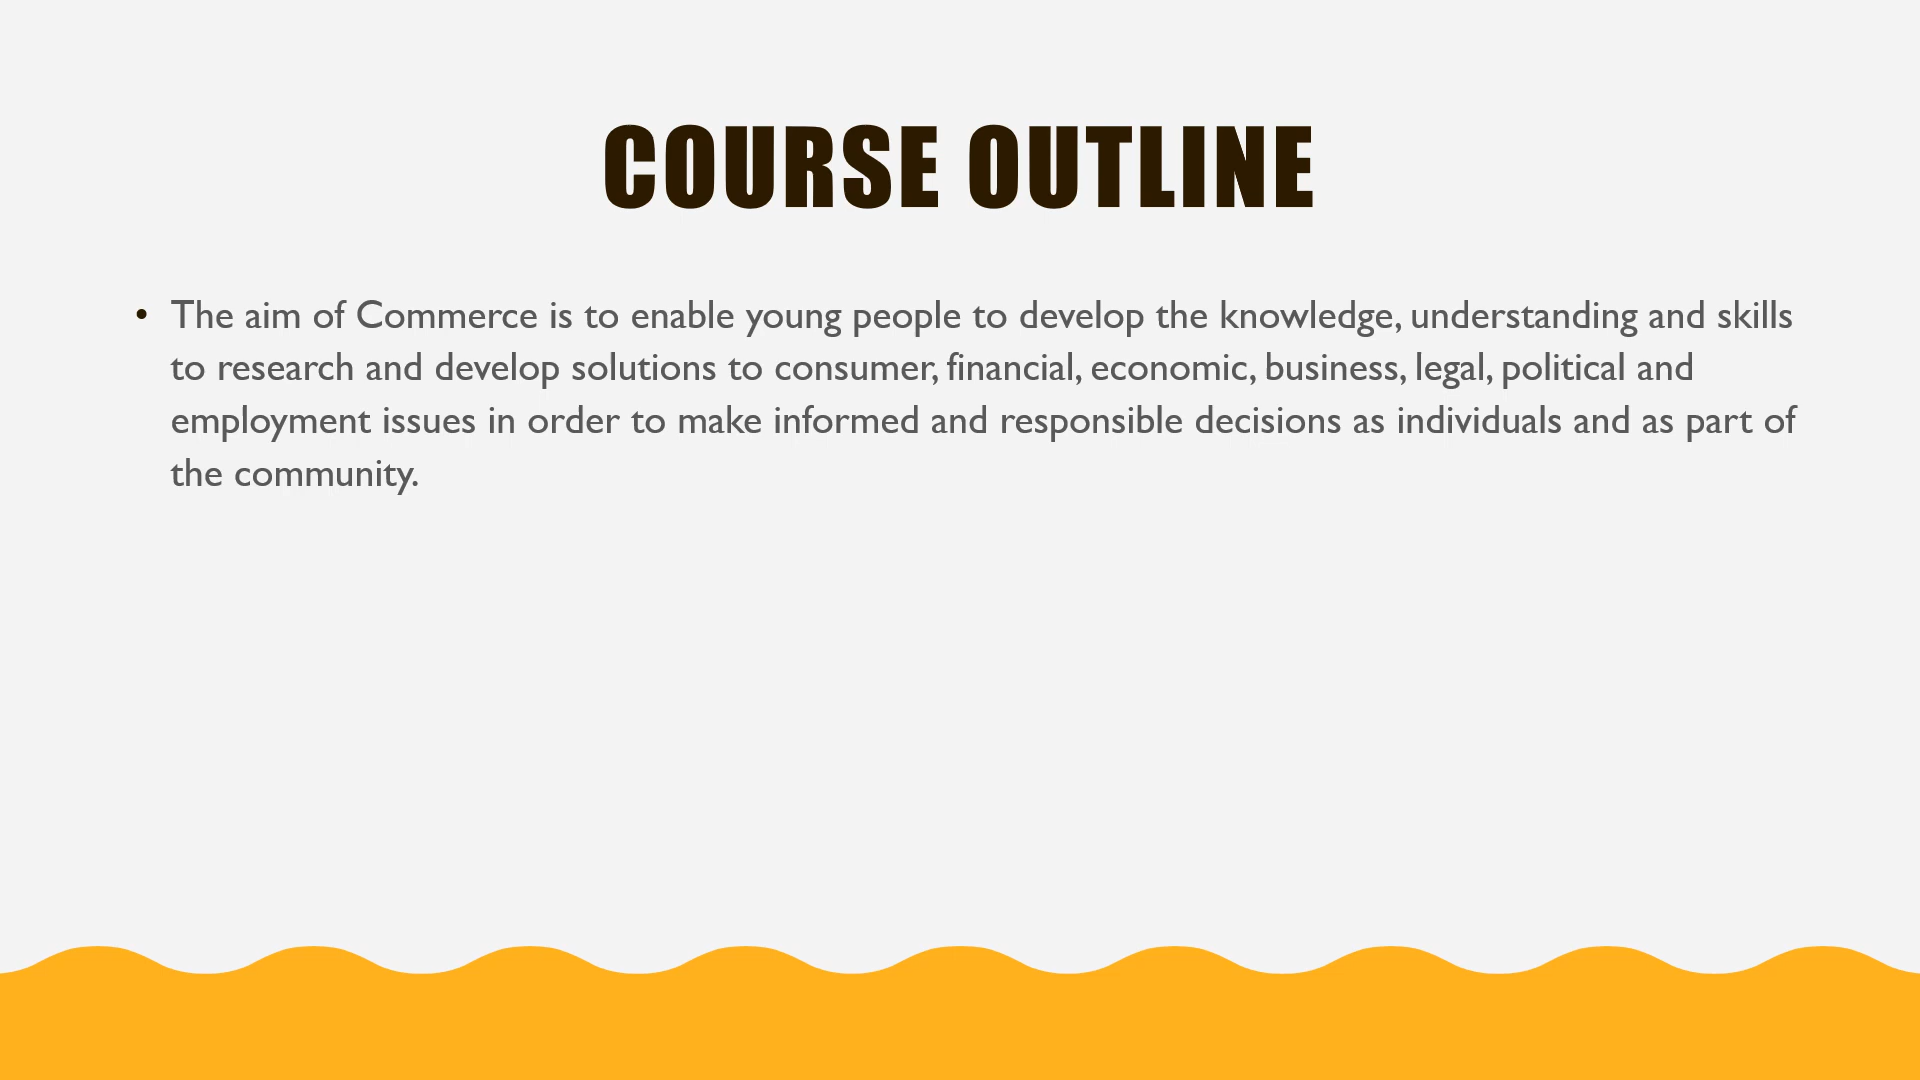 COURSE OUTLINE
• The aim of Commerce is to enable young people to develop the knowledge, understanding and skills
to research and develop solutions to consumer, financial, economic, business, legal, political and
employment issues in order to make informed and responsible decisions as individuals and as part of
the community.